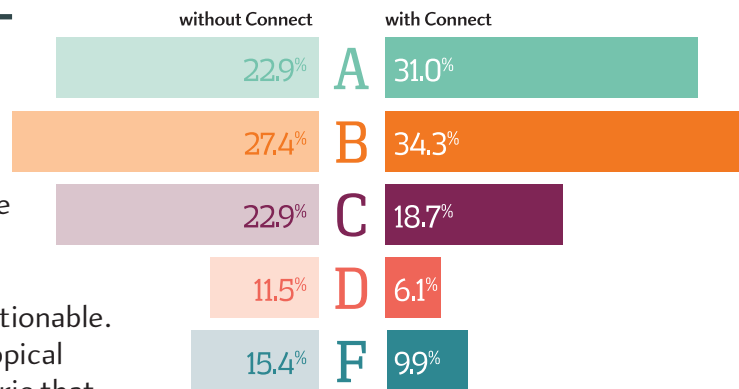 without Connect with Connect
22.9% A 31.0%
27.4% B 34.3%
e
22.9% C 18.7%
11.5% D 6.1%
tionable.
opical
15.4% F 9.9%
that